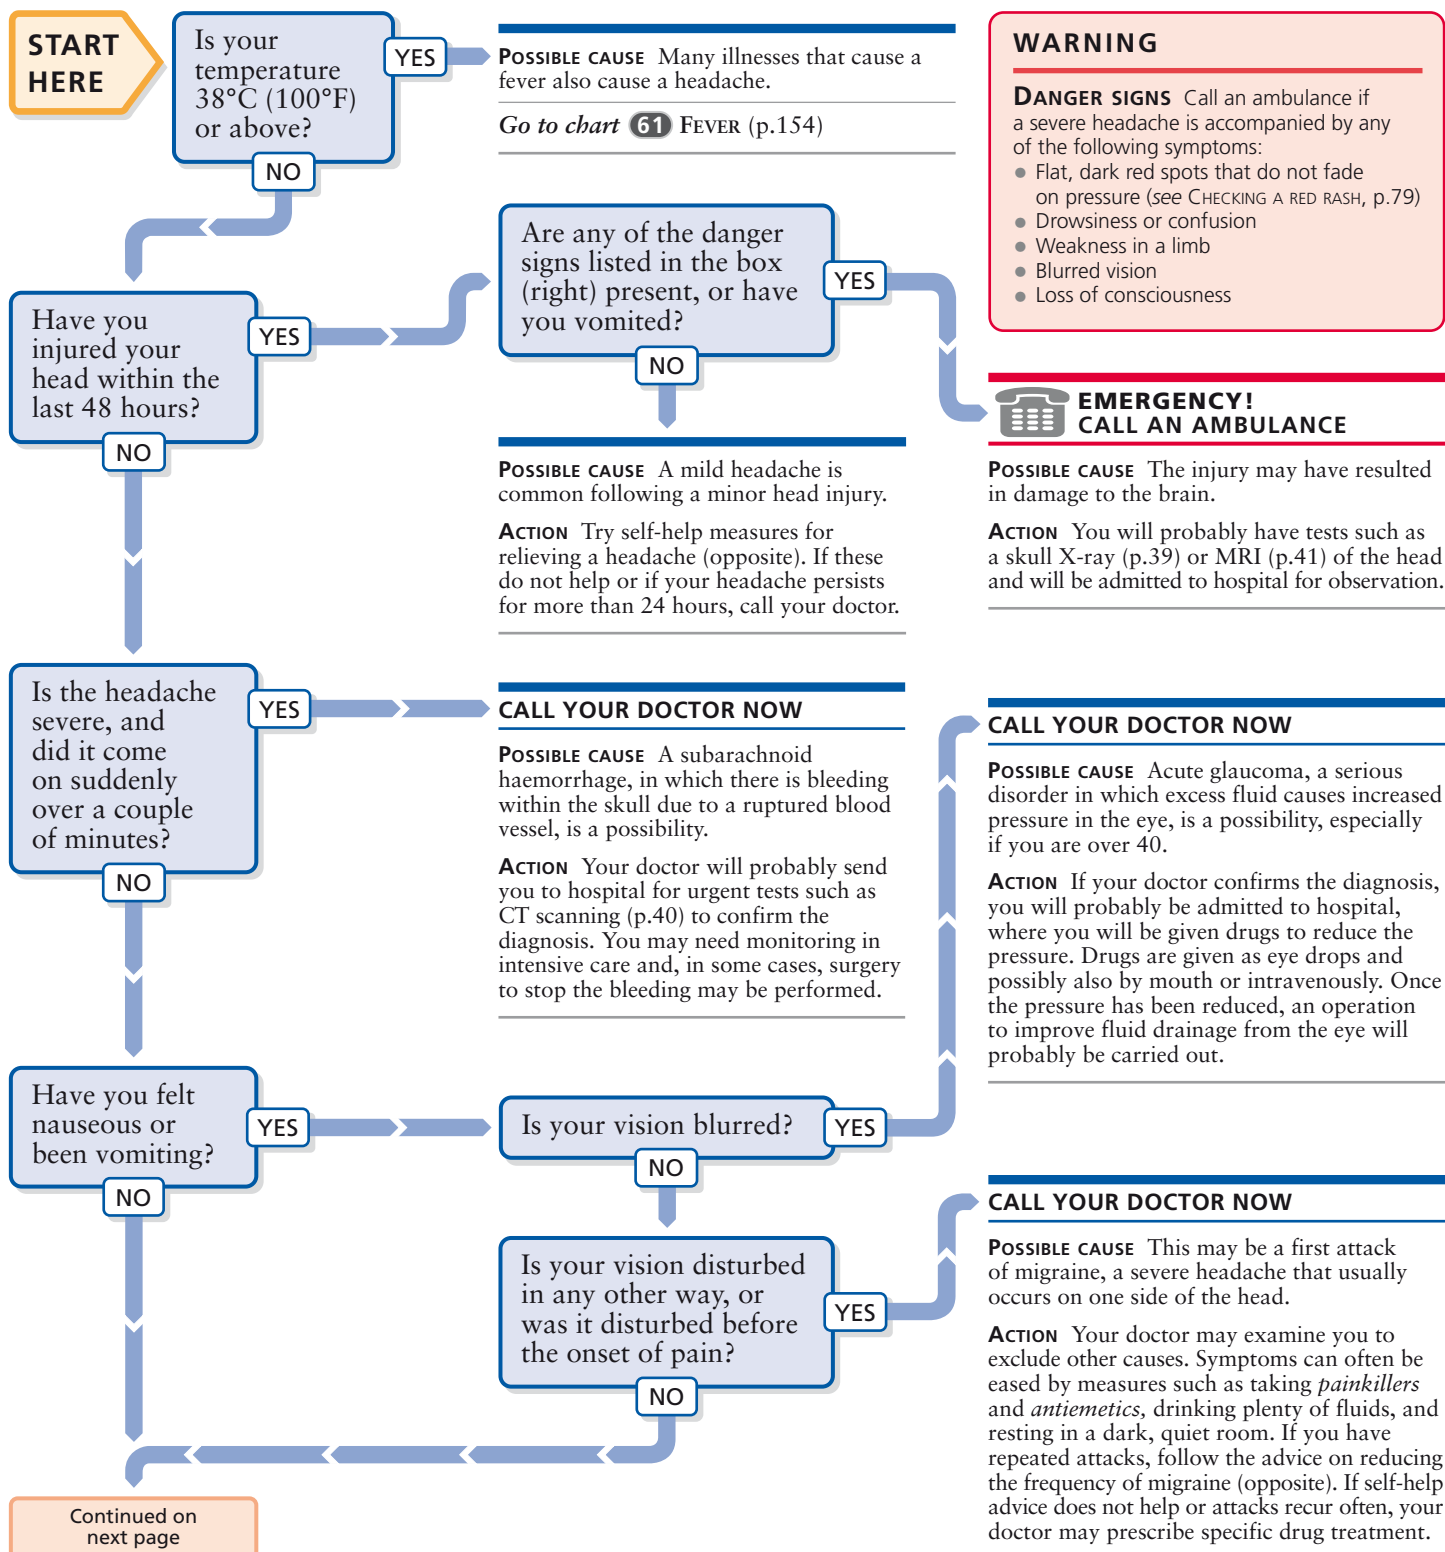 START
HERE
Is your
temperature
38°C (100°F)
or above?
YES
NO
POSSIBLE CAUSE Many illnesses that cause a
fever also cause a headache.
Go to chart 61 FEVER (p.154)
WARNING
DANGER SIGNS Call an ambulance if
a severe headache is accompanied by any
of the following symptoms:
● Flat, dark red spots that do not fade
on pressure (see CHECKING A RED RASH, p.79)
● Drowsiness or confusion
● Weakness in a limb
● Blurred vision
● Loss of consciousness
Have you
injured your
head within the
last 48 hours?
YES
NO
Are any of the danger
signs listed in the box
(right) present, or have
you vomited?
YES
NO
EMERGENCY!
CALL AN AMBULANCE
POSSIBLE CAUSE The injury may have resulted
in damage to the brain.
ACTION You will probably have tests such as
a skull X-ray (p.39) or MRI (p.41) of the head
and will be admitted to hospital for observation.
POSSIBLE CAUSE A mild headache is
common following a minor head injury.
ACTION Try self-help measures for
relieving a headache (opposite). If these
do not help or if your headache persists
for more than 24 hours, call your doctor.
Is the headache
severe, and
did it come
on suddenly
over a couple
of minutes?
YES
NO
CALL YOUR DOCTOR NOW
POSSIBLE CAUSE A subarachnoid
haemorrhage, in which there is bleeding
within the skull due to a ruptured blood
vessel, is a possibility.
ACTION Your doctor will probably send
you to hospital for urgent tests such as
CT scanning (p.40) to confirm the
diagnosis. You may need monitoring in
intensive care and, in some cases, surgery
to stop the bleeding may be performed.
CALL YOUR DOCTOR NOW
POSSIBLE CAUSE Acute glaucoma, a serious
disorder in which excess fluid causes increased
pressure in the eye, is a possibility, especially
if you are over 40.
ACTION If your doctor confirms the diagnosis,
you will probably be admitted to hospital,
where you will be given drugs to reduce the
pressure. Drugs are given as eye drops and
possibly also by mouth or intravenously. Once
the pressure has been reduced, an operation
to improve fluid drainage from the eye will
probably be carried out.
Have you felt
nauseous or
been vomiting?
YES
NO
Is your vision blurred?
YES
NO
Is your vision disturbed
in any other way, or
was it disturbed before
the onset of pain?
YES
NO
CALL YOUR DOCTOR NOW
POSSIBLE CAUSE This may be a first attack
of migraine, a severe headache that usually
occurs on one side of the head.
ACTION Your doctor may examine you to
exclude other causes. Symptoms can often be
eased by measures such as taking painkillers
and antiemetics, drinking plenty of fluids, and
resting in a dark, quiet room. If you have
repeated attacks, follow the advice on reducing
the frequency of migraine (opposite). If self-help
advice does not help or attacks recur often, your
doctor may prescribe specific drug treatment.
Continued on
next page